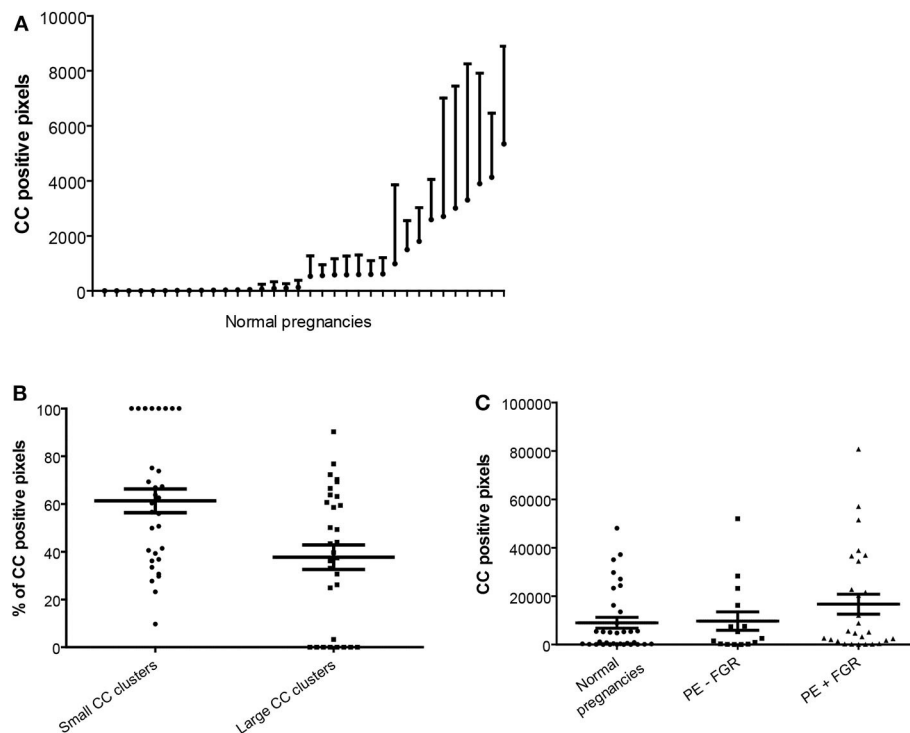 A
CC positive pixels
10000
8000
6000
4000
2000
0
Normal pregnancies
B
% of CC positive pixels
100
80
60
40
20
0
Small CC clusters
Large CC clusters
C
CC positive pixels
100000
80000
60000
40000
20000
0
Normal
pregnancies
PE - FGR
PE + FGR